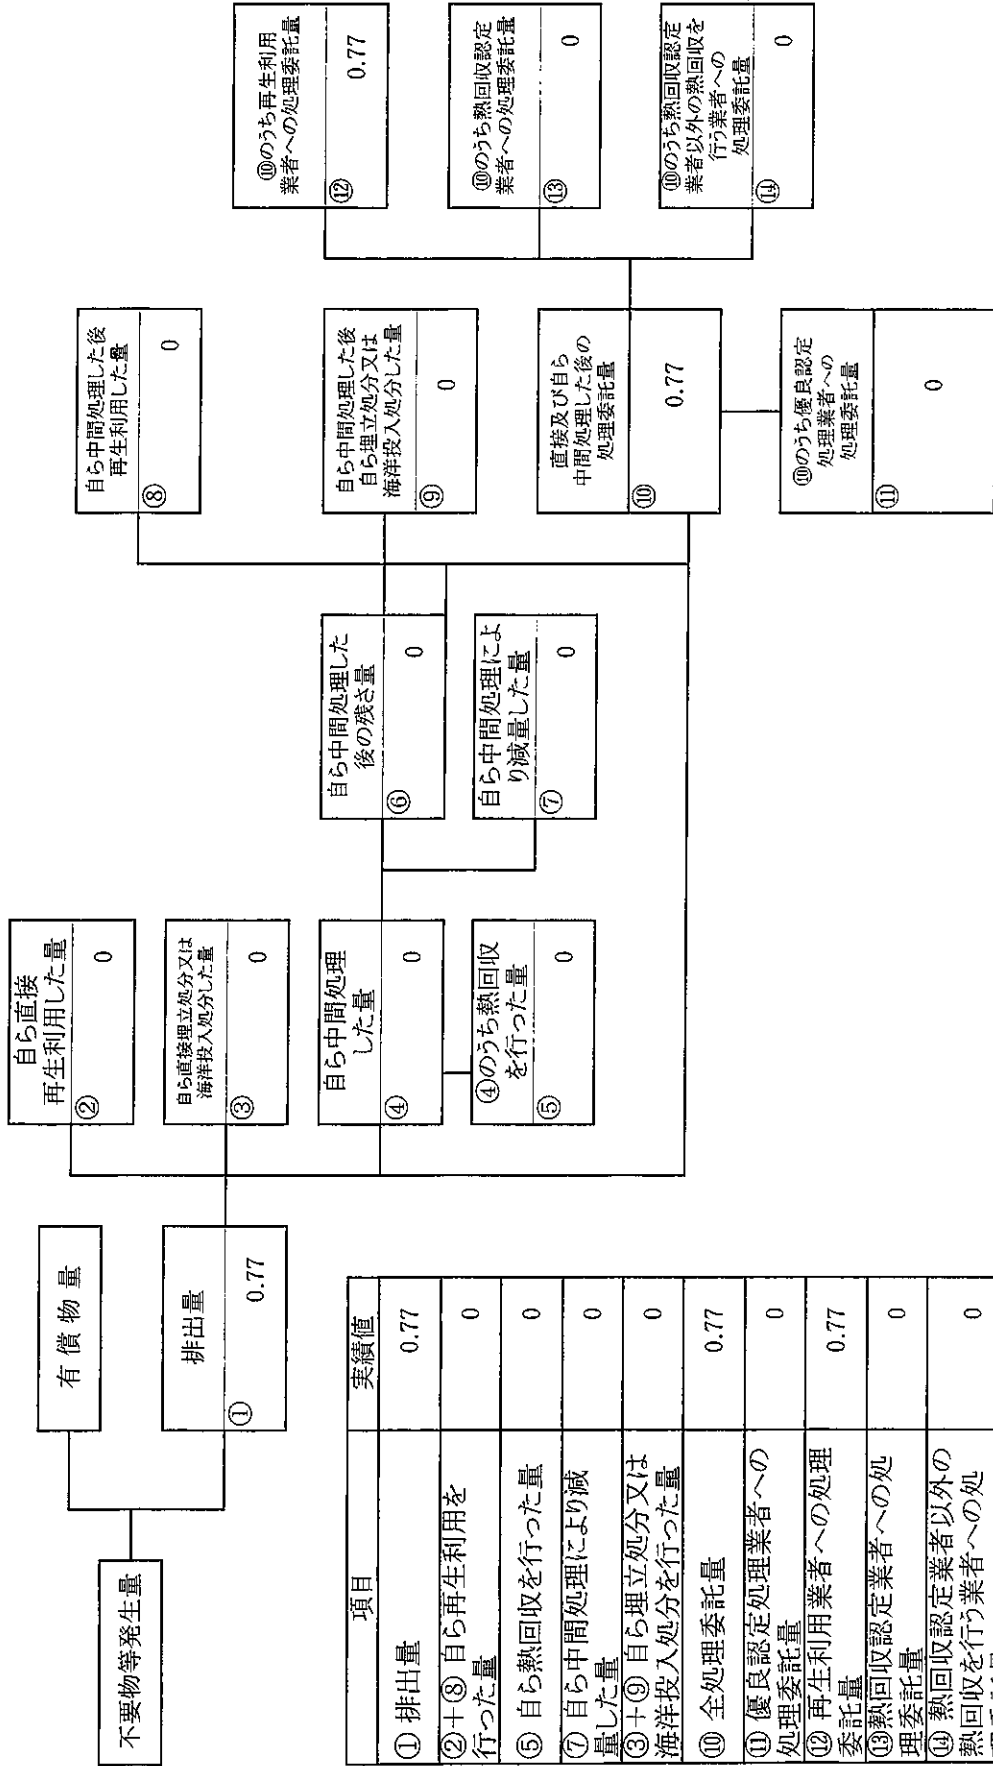 不要物等発生量
有償物量
排出量
① 0.77
自ら直接
再生利用した量
② 0
自ら直接埋立処分又は
海洋投入処分した量
③ 0
自ら中間処理
した量
④ 0
④のうち熱回収
を行った量
⑤ 0
自ら中間処理した
後の残さ量
⑥ 0
自ら中間処理によ
り減量した量
⑦ 0
自ら中間処理した後
再生利用した量
⑧ 0
自ら中間処理した後
自ら埋立処分又は
海洋投入処分した量
⑨ 0
直接及び自ら
中間処理した後の
処理委託量
⑩ 0.77
⑩のうち優良認定
処理業者への
処理委託量
⑪ 0
⑩のうち再生利用
業者への処理委託量
⑫ 0.77
⑩のうち熱回収認定
業者への処理委託量
⑬ 0
⑩のうち熱回収認定
業者以外の熱回収を
行う業者への
処理委託量
⑭ 0
項目 実績値
①排出量 0.77
②+⑧自ら再生利用を
行った量 0
⑤自ら熱回収を行った量 0
⑦自ら中間処理により減
量した量 0
③+⑨自ら埋立処分又は
海洋投入処分を行った量 0
⑩全処理委託量 0.77
⑪優良認定処理業者への
処理委託量 0
⑫再生利用業者への処理
委託量 0.77
⑬熱回収認定業者への処
理委託量 0
⑭熱回収認定業者以外の
熱回収を行う業者への処 0